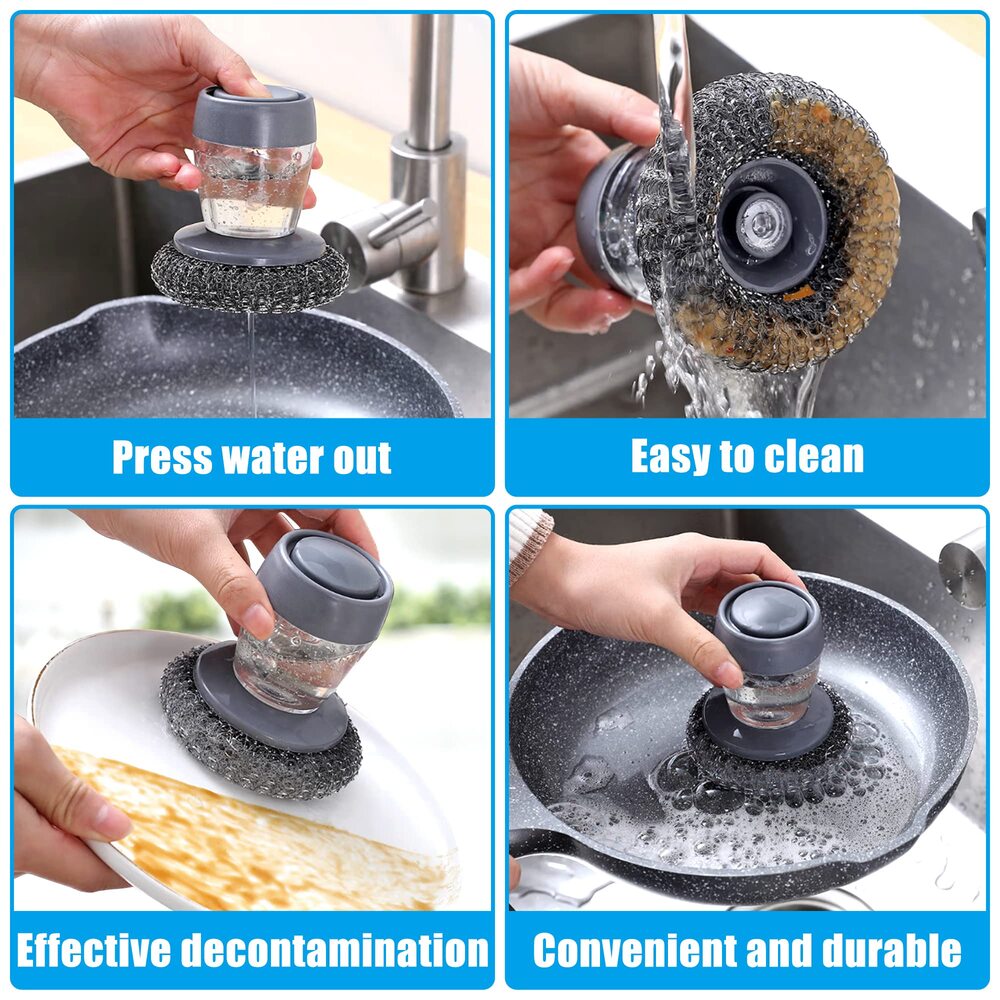 Press water out
Easy to clean
Effective decontamination
Convenient and durable